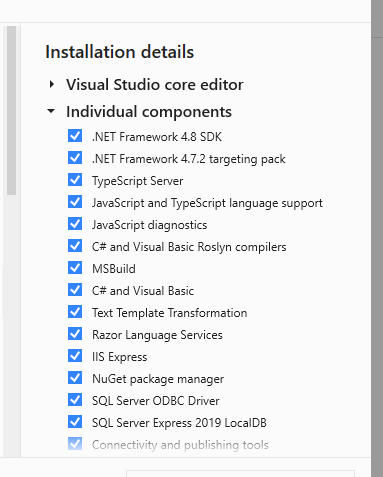 Installation details
Visual Studio core editor
Individual components
.NET Framework 4.8 SDK
.NET Framework 4.7.2 targeting pack
TypeScript Server
JavaScript and TypeScript language support
JavaScript diagnostics
C# and Visual Basic Roslyn compilers
MSBuild
C# and Visual Basic
Text Template Transformation
Razor Language Services
IIS Express
NuGet package manager
SQL Server ODBC Driver
SQL Server Express 2019 LocalDB
Connectivity and publishing tools